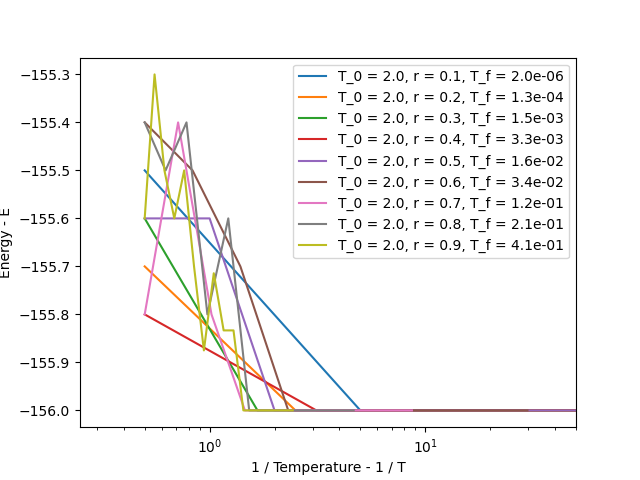 −155.3
−155.4
−155.5
−155.6
−155.7
−155.8
−155.9
−156.0
Energy - E
10⁰
10¹
1 / Temperature - 1 / T
T_0 = 2.0, r = 0.1, T_f = 2.0e-06
T_0 = 2.0, r = 0.2, T_f = 1.3e-04
T_0 = 2.0, r = 0.3, T_f = 1.5e-03
T_0 = 2.0, r = 0.4, T_f = 3.3e-03
T_0 = 2.0, r = 0.5, T_f = 1.6e-02
T_0 = 2.0, r = 0.6, T_f = 3.4e-02
T_0 = 2.0, r = 0.7, T_f = 1.2e-01
T_0 = 2.0, r = 0.8, T_f = 2.1e-01
T_0 = 2.0, r = 0.9, T_f = 4.1e-01